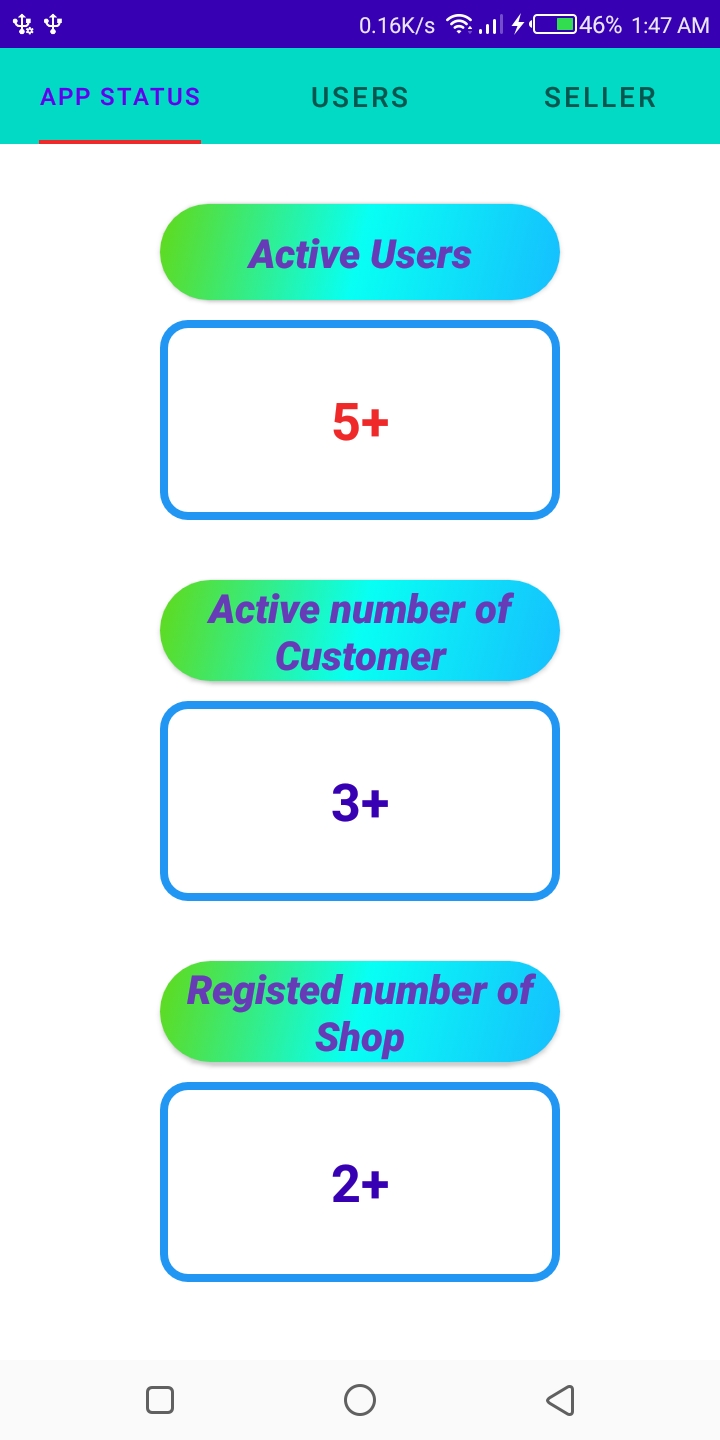 0.16K/s 46% 1:47 AM
APP STATUS USERS SELLER
Active Users
5+
Active number of
Customer
3+
Registed number of
Shop
2+